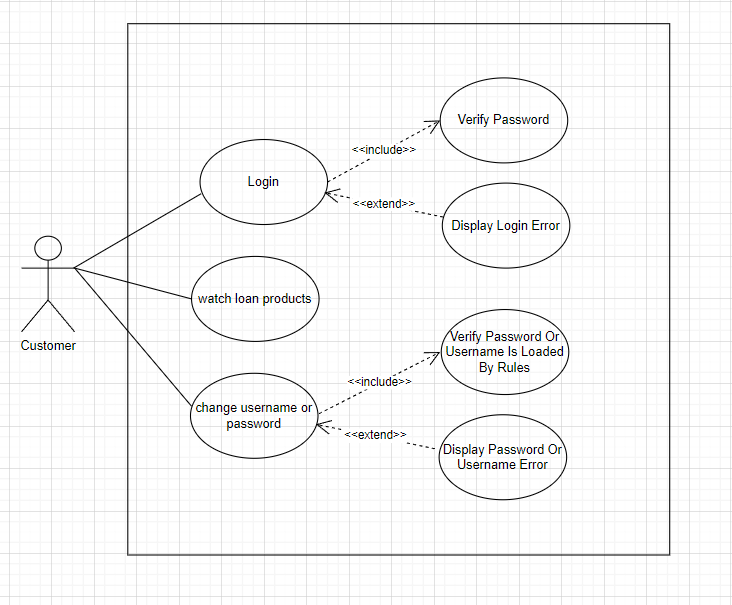 Verify Password
<<include>>
Login
<<extend>>
Display Login Error
watch loan products
Customer
Verify Password Or
Username Is Loaded
By Rules
<<include>>
change username or
password
<<extend>>
Display Password Or
Username Error